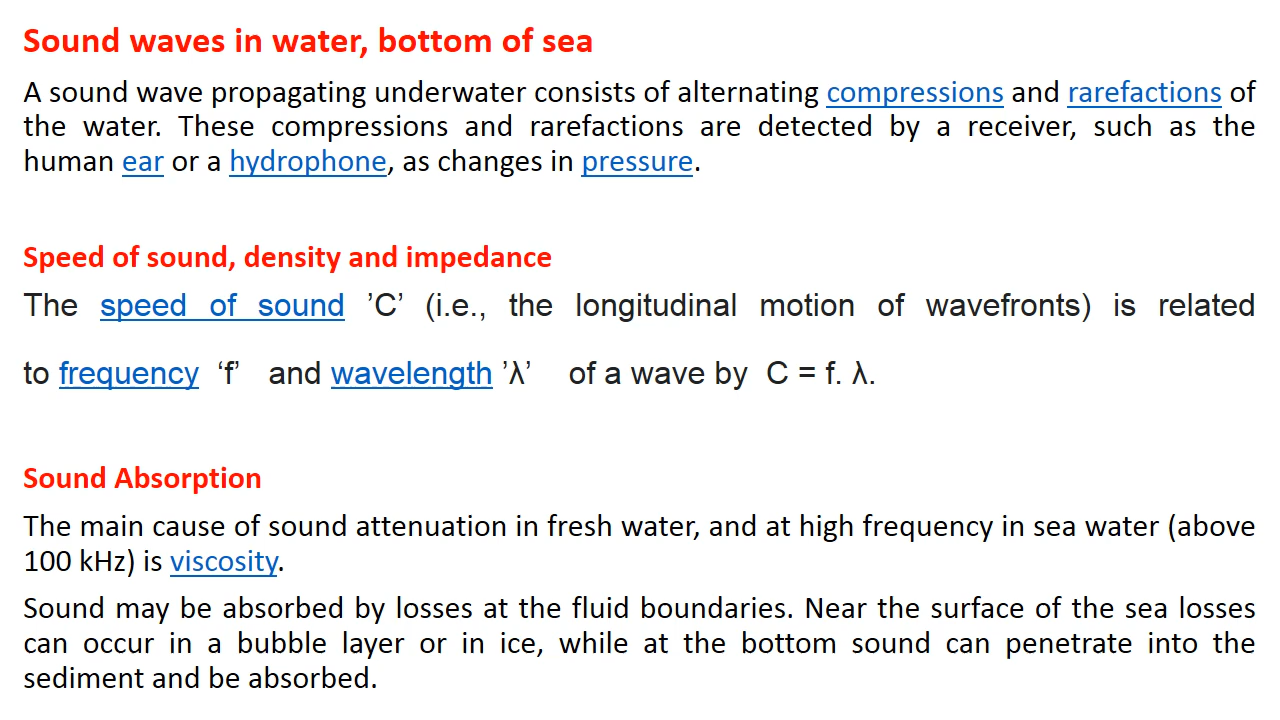 Sound waves in water, bottom of sea
A sound wave propagating underwater consists of alternating compressions and rarefactions of
the water. These compressions and rarefactions are detected by a receiver, such as the
human ear or a hydrophone, as changes in pressure.
Speed of sound, density and impedance
The speed of sound ’C’ (i.e., the longitudinal motion of wavefronts) is related
to frequency ‘f’ and wavelength ’λ’ of a wave by C = f. λ.
Sound Absorption
The main cause of sound attenuation in fresh water, and at high frequency in sea water (above
100 kHz) is viscosity.
Sound may be absorbed by losses at the fluid boundaries. Near the surface of the sea losses
can occur in a bubble layer or in ice, while at the bottom sound can penetrate into the
sediment and be absorbed.